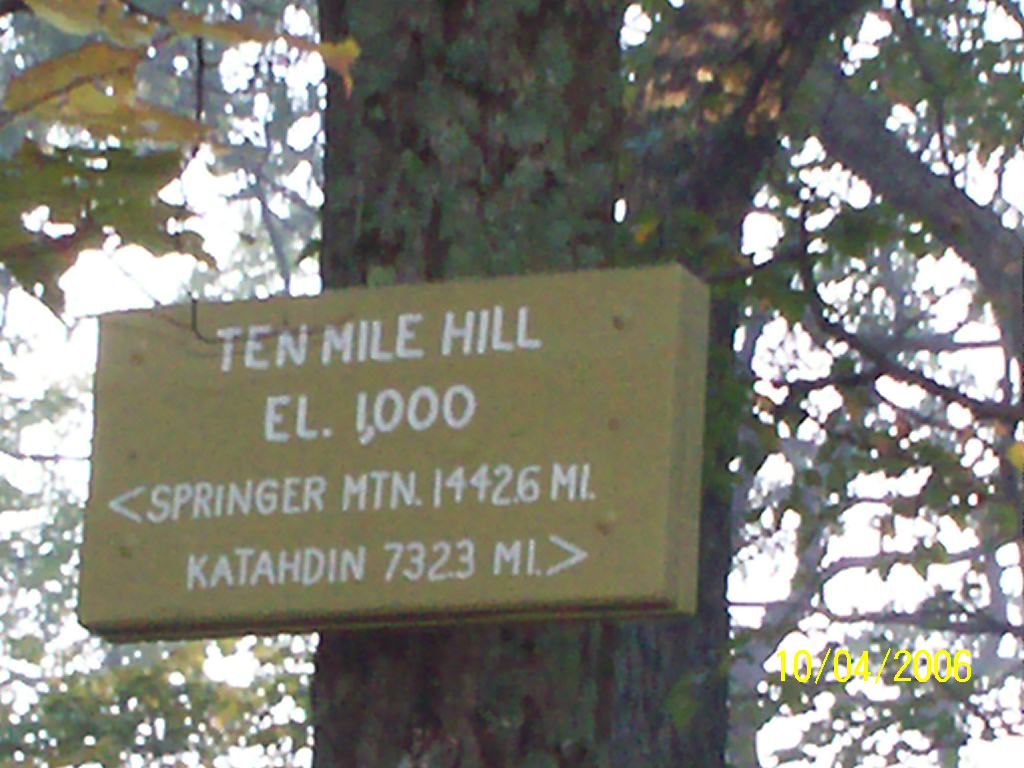 TEN MILE HILL
EL. 1,000
<SPRINGER MTN. 1442.6 MI.
KATAHDIN 732.3 MI.>
10/04/2006